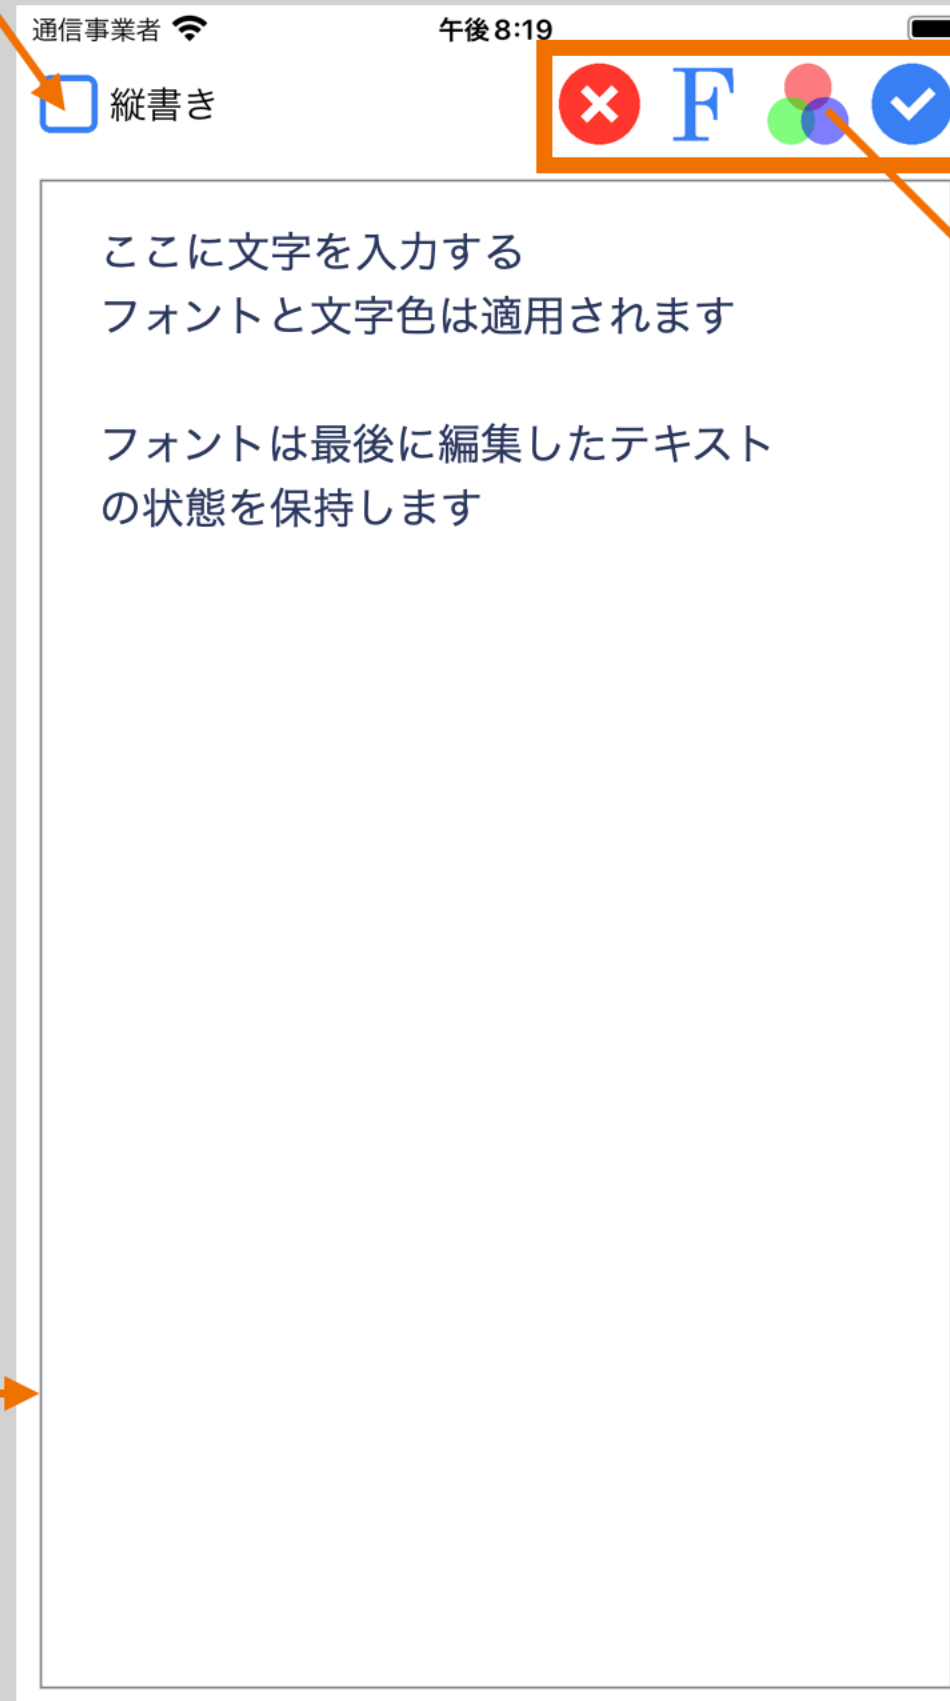 通信事業者
午後8:19
縦書き
F
ここに文字を入力する
フォントと文字色は適用されます
フォントは最後に編集したテキスト
の状態を保持します